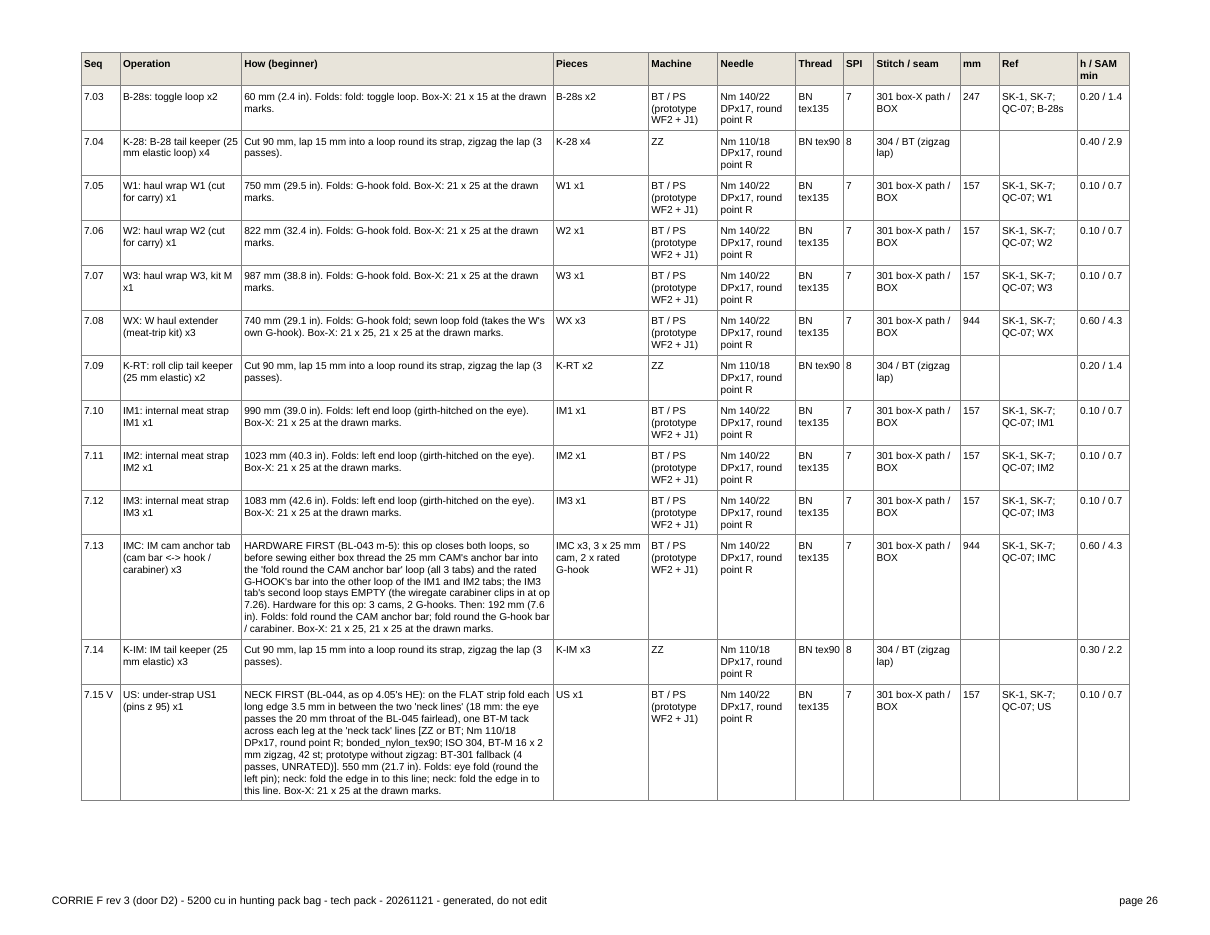 Seq Operation How (beginner) Pieces Machine Needle Thread SPI Stitch / seam mm Ref h / SAM
min
7.03 B-28s: toggle loop x2 60 mm (2.4 in). Folds: fold: toggle loop. Box-X: 21 x 15 at the drawn B-28s x2 BT / PS Nm 140/22 BN 7 301 box-X path / 247 SK-1, SK-7; 0.20 / 1.4
marks. (prototype DPx17, round tex135 BOX QC-07; B-28s
WF2 + J1) point R
7.04 K-28: B-28 tail keeper (25 Cut 90 mm, lap 15 mm into a loop round its strap, zigzag the lap (3 K-28 x4 ZZ Nm 110/18 BN tex90 8 304 / BT (zigzag 0.40 / 2.9
mm elastic loop) x4 passes). DPx17, round lap)
point R
7.05 W1: haul wrap W1 (cut 750 mm (29.5 in). Folds: G-hook fold. Box-X: 21 x 25 at the drawn W1 x1 BT / PS Nm 140/22 BN 7 301 box-X path / 157 SK-1, SK-7; 0.10 / 0.7
for carry) x1 marks. (prototype DPx17, round tex135 BOX QC-07; W1
WF2 + J1) point R
7.06 W2: haul wrap W2 (cut 822 mm (32.4 in). Folds: G-hook fold. Box-X: 21 x 25 at the drawn W2 x1 BT / PS Nm 140/22 BN 7 301 box-X path / 157 SK-1, SK-7; 0.10 / 0.7
for carry) x1 marks. (prototype DPx17, round tex135 BOX QC-07; W2
WF2 + J1) point R
7.07 W3: haul wrap W3, kit M 987 mm (38.8 in). Folds: G-hook fold. Box-X: 21 x 25 at the drawn W3 x1 BT / PS Nm 140/22 BN 7 301 box-X path / 157 SK-1, SK-7; 0.10 / 0.7
x1 marks. (prototype DPx17, round tex135 BOX QC-07; W3
WF2 + J1) point R
7.08 WX: W haul extender 740 mm (29.1 in). Folds: G-hook fold; sewn loop fold (takes the W's WX x3 BT / PS Nm 140/22 BN 7 301 box-X path / 944 SK-1, SK-7; 0.60 / 4.3
(meat-trip kit) x3 own G-hook). Box-X: 21 x 25, 21 x 25 at the drawn marks. (prototype DPx17, round tex135 BOX QC-07; WX
WF2 + J1) point R
7.09 K-RT: roll clip tail keeper Cut 90 mm, lap 15 mm into a loop round its strap, zigzag the lap (3 K-RT x2 ZZ Nm 110/18 BN tex90 8 304 / BT (zigzag 0.20 / 1.4
(25 mm elastic) x2 passes). DPx17, round lap)
point R
7.10 IM1: internal meat strap 990 mm (39.0 in). Folds: left end loop (girth-hitched on the eye). IM1 x1 BT / PS Nm 140/22 BN 7 301 box-X path / 157 SK-1, SK-7; 0.10 / 0.7
IM1 x1 Box-X: 21 x 25 at the drawn marks. (prototype DPx17, round tex135 BOX QC-07; IM1
WF2 + J1) point R
7.11 IM2: internal meat strap 1023 mm (40.3 in). Folds: left end loop (girth-hitched on the eye). IM2 x1 BT / PS Nm 140/22 BN 7 301 box-X path / 157 SK-1, SK-7; 0.10 / 0.7
IM2 x1 Box-X: 21 x 25 at the drawn marks. (prototype DPx17, round tex135 BOX QC-07; IM2
WF2 + J1) point R
7.12 IM3: internal meat strap 1083 mm (42.6 in). Folds: left end loop (girth-hitched on the eye). IM3 x1 BT / PS Nm 140/22 BN 7 301 box-X path / 157 SK-1, SK-7; 0.10 / 0.7
IM3 x1 Box-X: 21 x 25 at the drawn marks. (prototype DPx17, round tex135 BOX QC-07; IM3
WF2 + J1) point R
7.13 IMC: IM cam anchor tab HARDWARE FIRST (BL-043 m-5): this op closes both loops, so IMC x3, 3 x 25 mm BT / PS Nm 140/22 BN 7 301 box-X path / 944 SK-1, SK-7; 0.60 / 4.3
(cam bar <-> hook / before sewing either box thread the 25 mm CAM's anchor bar into cam, 2 x rated (prototype DPx17, round tex135 BOX QC-07; IMC
carabiner) x3 the 'fold round the CAM anchor bar' loop (all 3 tabs) and the rated G-hook WF2 + J1) point R
G-HOOK's bar into the other loop of the IM1 and IM2 tabs; the IM3
tab's second loop stays EMPTY (the wiregate carabiner clips in at op
7.26). Hardware for this op: 3 cams, 2 G-hooks. Then: 192 mm (7.6
in). Folds: fold round the CAM anchor bar; fold round the G-hook bar
/ carabiner. Box-X: 21 x 25, 21 x 25 at the drawn marks.
7.14 K-IM: IM tail keeper (25 Cut 90 mm, lap 15 mm into a loop round its strap, zigzag the lap (3 K-IM x3 ZZ Nm 110/18 BN tex90 8 304 / BT (zigzag 0.30 / 2.2
mm elastic) x3 passes). DPx17, round lap)
point R
7.15 V US: under-strap US1 NECK FIRST (BL-044, as op 4.05's HE): on the FLAT strip fold each US x1 BT / PS Nm 140/22 BN 7 301 box-X path / 157 SK-1, SK-7; 0.10 / 0.7
(pins z 95) x1 long edge 3.5 mm in between the two 'neck lines' (18 mm: the eye (prototype DPx17, round tex135 BOX QC-07; US
passes the 20 mm throat of the BL-045 fairlead), one BT-M tack WF2 + J1) point R
across each leg at the 'neck tack' lines [ZZ or BT; Nm 110/18
DPx17, round point R; bonded_nylon_tex90; ISO 304, BT-M 16 x 2
mm zigzag, 42 st; prototype without zigzag: BT-301 fallback (4
passes, UNRATED)]. 550 mm (21.7 in). Folds: eye fold (round the
left pin); neck: fold the edge in to this line; neck: fold the edge in to
this line. Box-X: 21 x 25 at the drawn marks.
CORRIE F rev 3 (door D2) - 5200 cu in hunting pack bag - tech pack - 20261121 - generated, do not edit page 26